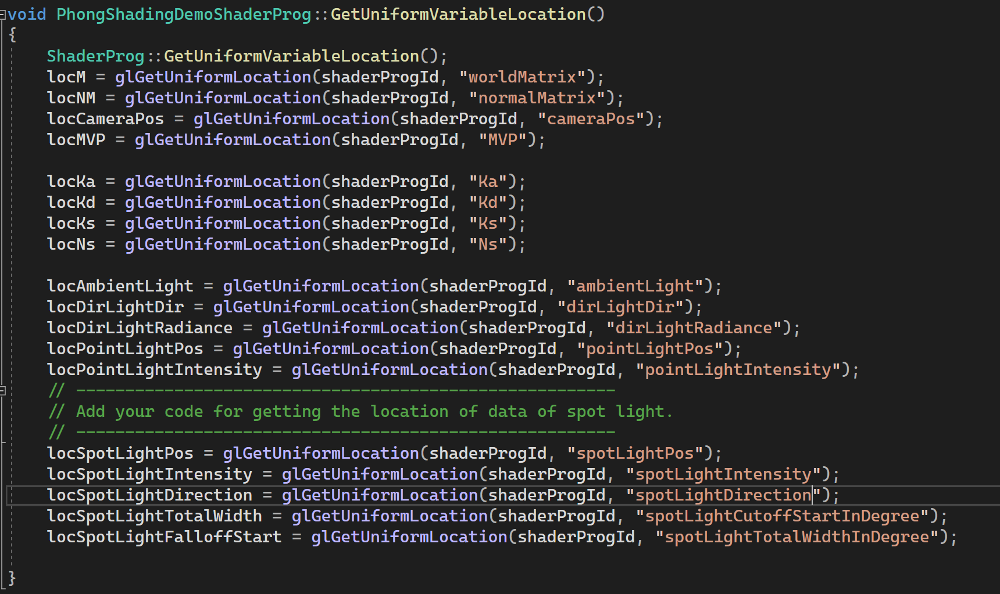 void PhongShadingDemoShaderProg::GetUniformVariableLocation()
{
    ShaderProg::GetUniformVariableLocation();
    locM = glGetUniformLocation(shaderProgId, "worldMatrix");
    locNM = glGetUniformLocation(shaderProgId, "normalMatrix");
    locCameraPos = glGetUniformLocation(shaderProgId, "cameraPos");
    locMVP = glGetUniformLocation(shaderProgId, "MVP");

    locKa = glGetUniformLocation(shaderProgId, "Ka");
    locKd = glGetUniformLocation(shaderProgId, "Kd");
    locKs = glGetUniformLocation(shaderProgId, "Ks");
    locNs = glGetUniformLocation(shaderProgId, "Ns");

    locAmbientLight = glGetUniformLocation(shaderProgId, "ambientLight");
    locDirLightDir = glGetUniformLocation(shaderProgId, "dirLightDir");
    locDirLightRadiance = glGetUniformLocation(shaderProgId, "dirLightRadiance");
    locPointLightPos = glGetUniformLocation(shaderProgId, "pointLightPos");
    locPointLightIntensity = glGetUniformLocation(shaderProgId, "pointLightIntensity");
    // -------------------------------------------------------
    // Add your code for getting the location of data of spot light.
    // -------------------------------------------------------
    locSpotLightPos = glGetUniformLocation(shaderProgId, "spotLightPos");
    locSpotLightIntensity = glGetUniformLocation(shaderProgId, "spotLightIntensity");
    locSpotLightDirection = glGetUniformLocation(shaderProgId, "spotLightDirection");
    locSpotLightTotalWidth = glGetUniformLocation(shaderProgId, "spotLightCutoffStartInDegree");
    locSpotLightFalloffStart = glGetUniformLocation(shaderProgId, "spotLightTotalWidthInDegree");

}